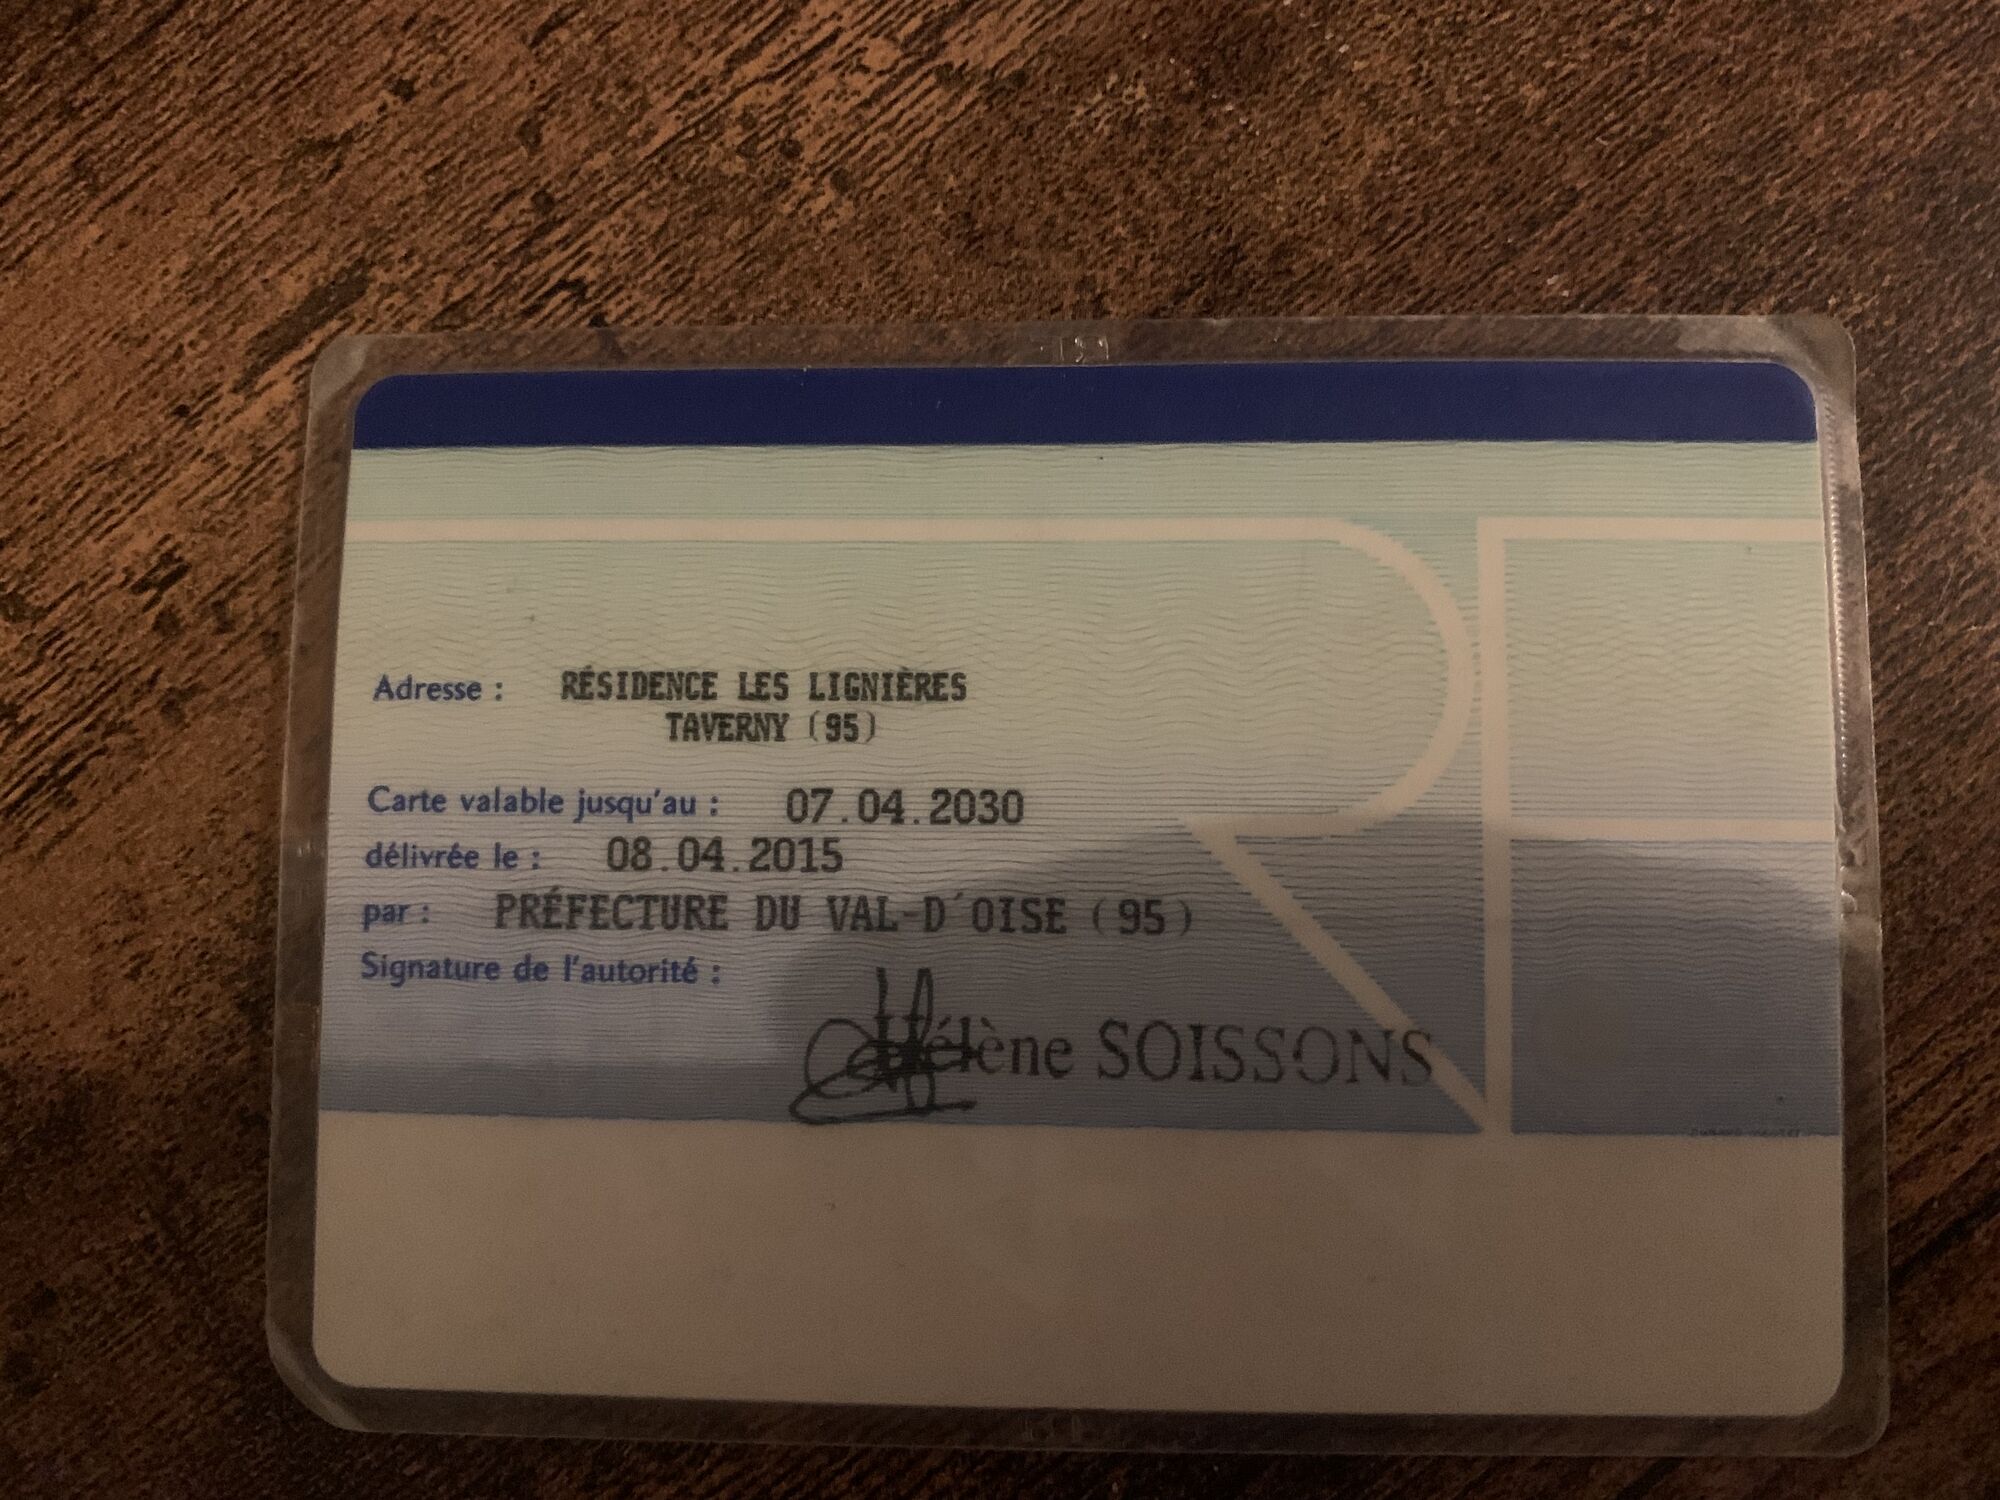 Adresse : RÉSIDENCE LES LIGNIÈRES
TAVERNY (95)
Carte valable jusqu'au : 07.04.2030
délivrée le : 08.04.2015
par : PRÉFECTURE DU VAL-D'OISE (95)
Signature de l'autorité :
Hélène SOISSONS